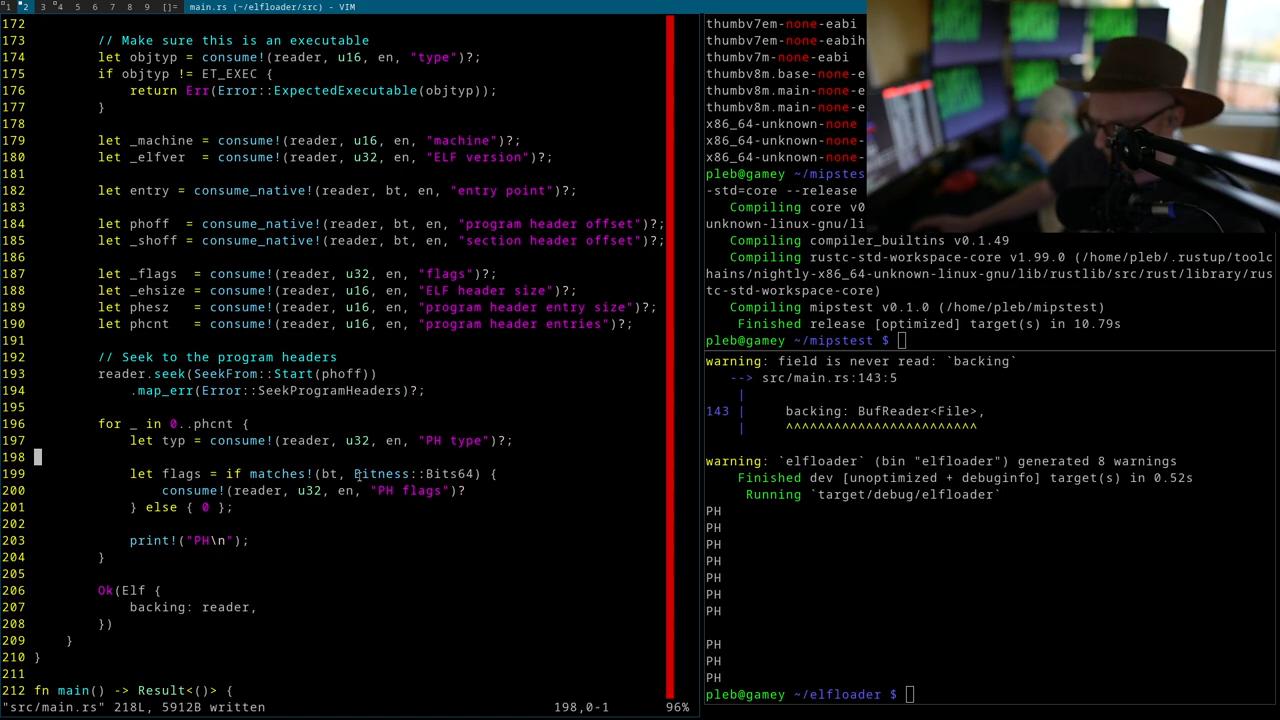 1 2 3 4 5 6 7 8 9 []= main.rs (~/elfloader/src) - VIM
172
173 // Make sure this is an executable
174 let objtyp = consume!(reader, u16, en, "type")?;
175 if objtyp != ET_EXEC {
176 return Err(Error::ExpectedExecutable(objtyp));
177 }
178
179 let _machine = consume!(reader, u16, en, "machine")?;
180 let _elfver = consume!(reader, u32, en, "ELF version")?;
181
182 let entry = consume_native!(reader, bt, en, "entry point")?;
183
184 let phoff = consume_native!(reader, bt, en, "program header offset")?;
185 let _shoff = consume_native!(reader, bt, en, "section header offset")?;
186
187 let _flags = consume!(reader, u32, en, "flags")?;
188 let _ehsize = consume!(reader, u16, en, "ELF header size")?;
189 let phesz = consume!(reader, u16, en, "program header entry size")?;
190 let phcnt = consume!(reader, u16, en, "program header entries")?;
191
192 // Seek to the program headers
193 reader.seek(SeekFrom::Start(phoff))
194 .map_err(Error::SeekProgramHeaders)?;
195
196 for _ in 0..phcnt {
197 let typ = consume!(reader, u32, en, "PH type")?;
198
199 let flags = if matches!(bt, Bitness::Bits64) {
200 consume!(reader, u32, en, "PH flags")?
201 } else { 0 };
202
203 print!("PH\n");
204 }
205
206 Ok(Elf {
207 backing: reader,
208 })
209 }
210 }
211
212 fn main() -> Result<()> {
"src/main.rs" 218L, 5912B written 198,0-1 96%
thumbv7em-none-eabi
thumbv7em-none-eabih
thumbv7m-none-eabi
thumbv8m.base-none-e
thumbv8m.main-none-e
thumbv8m.main-none-e
x86_64-unknown-none
x86_64-unknown-none-
x86_64-unknown-none-
pleb@gamey ~/mipstes
-std=core --release
Compiling core v0
unknown-linux-gnu/li
Compiling compiler_builtins v0.1.49
Compiling rustc-std-workspace-core v1.99.0 (/home/pleb/.rustup/toolc
hains/nightly-x86_64-unknown-linux-gnu/lib/rustlib/src/rust/library/rus
tc-std-workspace-core)
Compiling mipstest v0.1.0 (/home/pleb/mipstest)
Finished release [optimized] target(s) in 10.79s
pleb@gamey ~/mipstest $
warning: field is never read: `backing`
--> src/main.rs:143:5
|
143 | backing: BufReader<File>,
| ^^^^^^^^^^^^^^^^^^^^^^^^
warning: `elfloader` (bin "elfloader") generated 8 warnings
Finished dev [unoptimized + debuginfo] target(s) in 0.52s
Running `target/debug/elfloader`
PH
PH
PH
PH
PH
PH
PH
PH
PH
PH
pleb@gamey ~/elfloader $